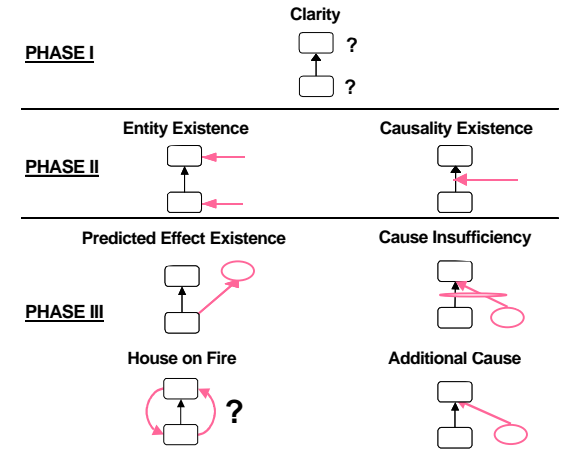 Clarity
PHASE I
?
?
Entity Existence
Causality Existence
PHASE II
Predicted Effect Existence
Cause Insufficiency
PHASE III
House on Fire
Additional Cause
?